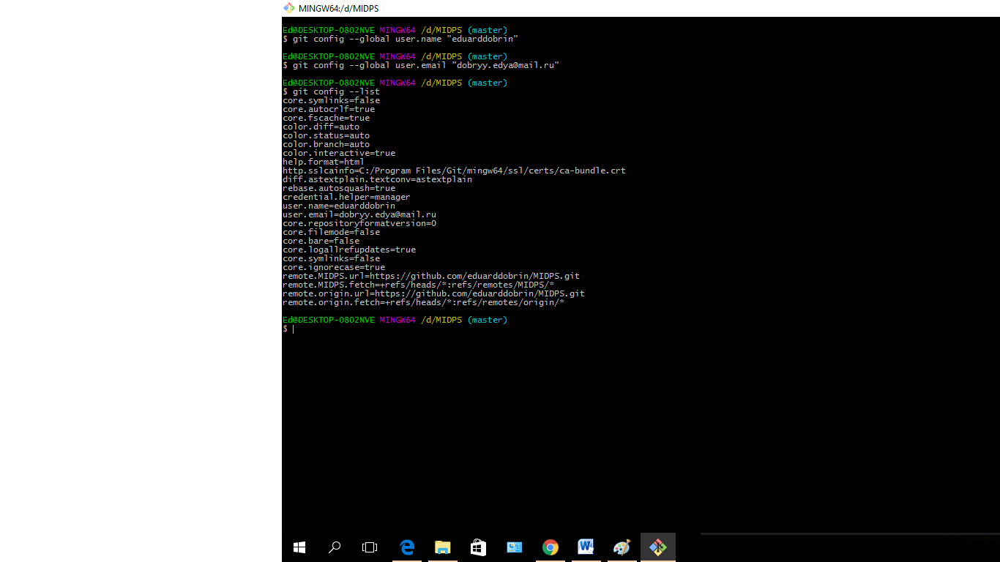 MINGW64:/d/MIDPS
Ed@DESKTOP-08O2NVE MINGW64 /d/MIDPS (master)
$ git config --global user.name "eduarddobrin"
Ed@DESKTOP-08O2NVE MINGW64 /d/MIDPS (master)
$ git config --global user.email "dobryy.edya@mail.ru"
Ed@DESKTOP-08O2NVE MINGW64 /d/MIDPS (master)
$ git config --list
core.symlinks=false
core.autocrlf=true
core.fscache=true
color.diff=auto
color.status=auto
color.branch=auto
color.interactive=true
help.format=html
http.sslcainfo=C:/Program Files/Git/mingw64/ssl/certs/ca-bundle.crt
diff.astextplain.textconv=astextplain
rebase.autosquash=true
credential.helper=manager
user.name=eduarddobrin
user.email=dobryy.edya@mail.ru
core.repositoryformatversion=0
core.filemode=false
core.bare=false
core.logallrefupdates=true
core.symlinks=false
core.ignorecase=true
remote.MIDPS.url=https://github.com/eduarddobrin/MIDPS.git
remote.MIDPS.fetch=+refs/heads/*:refs/remotes/MIDPS/*
remote.origin.url=https://github.com/eduarddobrin/MIDPS.git
remote.origin.fetch=+refs/heads/*:refs/remotes/origin/*
Ed@DESKTOP-08O2NVE MINGW64 /d/MIDPS (master)
$